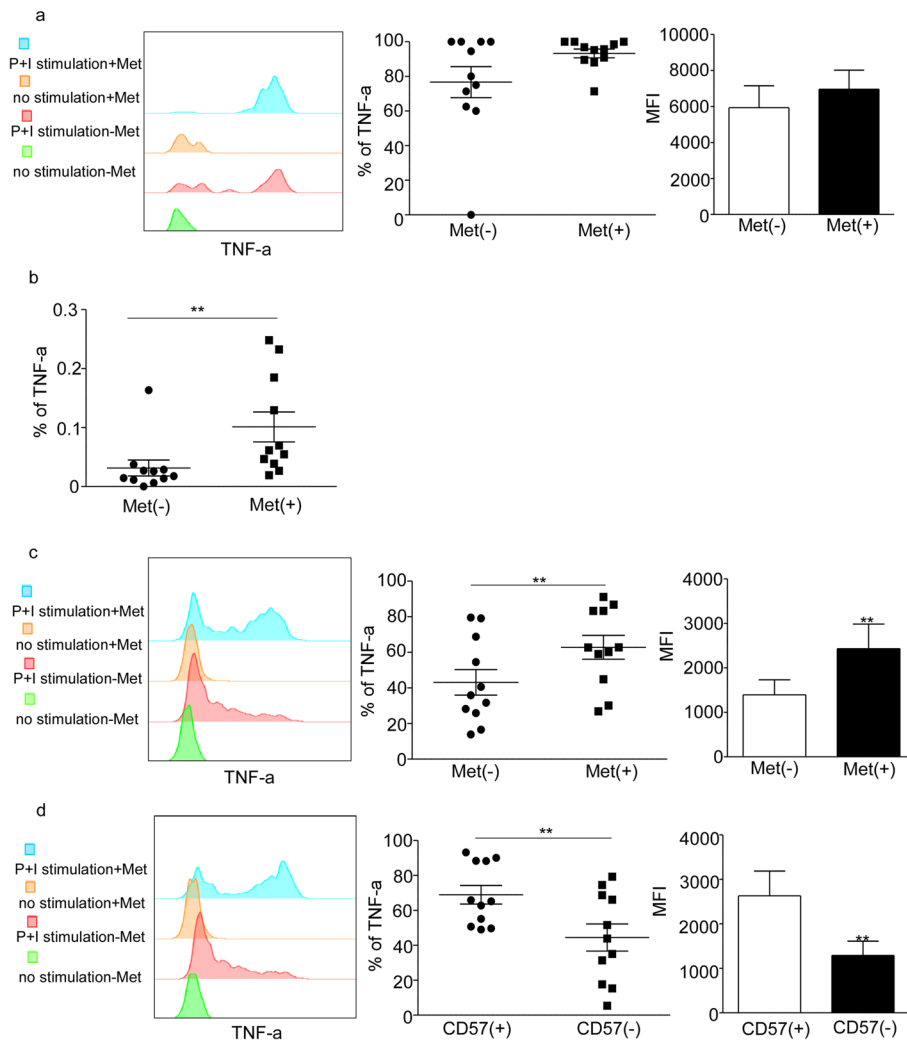 a
P+I stimulation+Met
no stimulation+Met
P+I stimulation-Met
no stimulation-Met
TNF-a
% of TNF-a
100
80
60
40
20
0
Met(-) Met(+)
MFI
10000
8000
6000
4000
2000
0
Met(-) Met(+)
b
% of TNF-a
0.3
0.2
0.1
0
**
Met(-) Met(+)
c
P+I stimulation+Met
no stimulation+Met
P+I stimulation-Met
no stimulation-Met
TNF-a
% of TNF-a
100
80
60
40
20
0
**
Met(-) Met(+)
MFI
4000
3000
2000
1000
0
**
Met(-) Met(+)
d
P+I stimulation+Met
no stimulation+Met
P+I stimulation-Met
no stimulation-Met
TNF-a
% of TNF-a
100
80
60
40
20
0
**
CD57(+) CD57(-)
MFI
4000
3000
2000
1000
0
**
CD57(+) CD57(-)